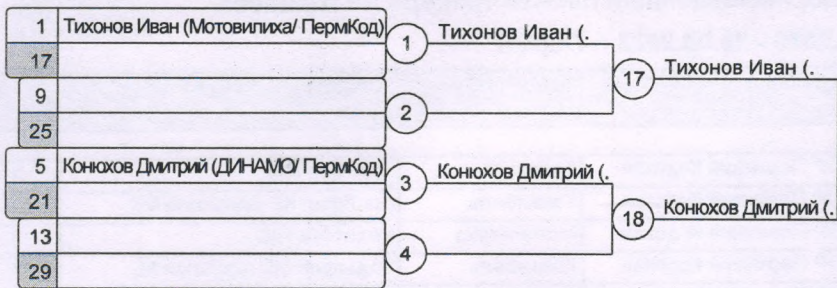 1 Тихонов Иван (Мотовилиха/ ПермКод)
17
1
Тихонов Иван (.
17
Тихонов Иван (.
9
25
2
5 Конюхов Дмитрий (ДИНАМО/ ПермКод)
21
3
Конюхов Дмитрий (.
18
Конюхов Дмитрий (.
13
29
4